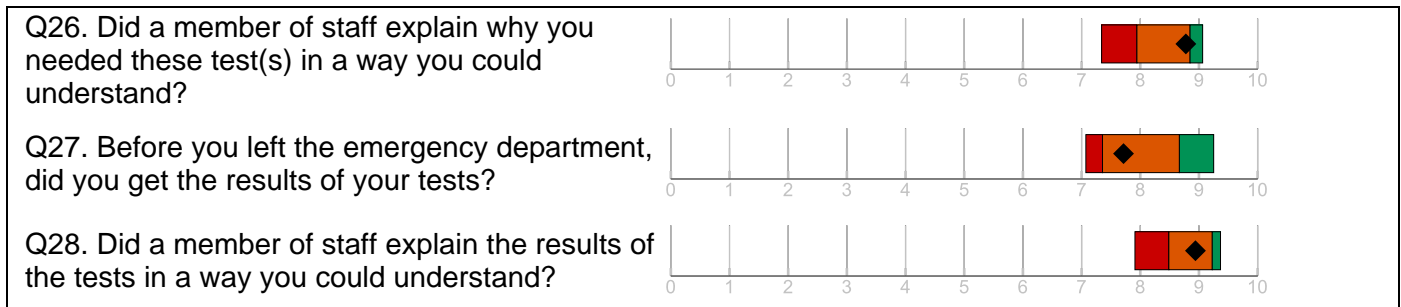 Q26. Did a member of staff explain why you
needed these test(s) in a way you could
understand?
0 1 2 3 4 5 6 7 8 9 10
Q27. Before you left the emergency department,
did you get the results of your tests?
0 1 2 3 4 5 6 7 8 9 10
Q28. Did a member of staff explain the results of
the tests in a way you could understand?
0 1 2 3 4 5 6 7 8 9 10